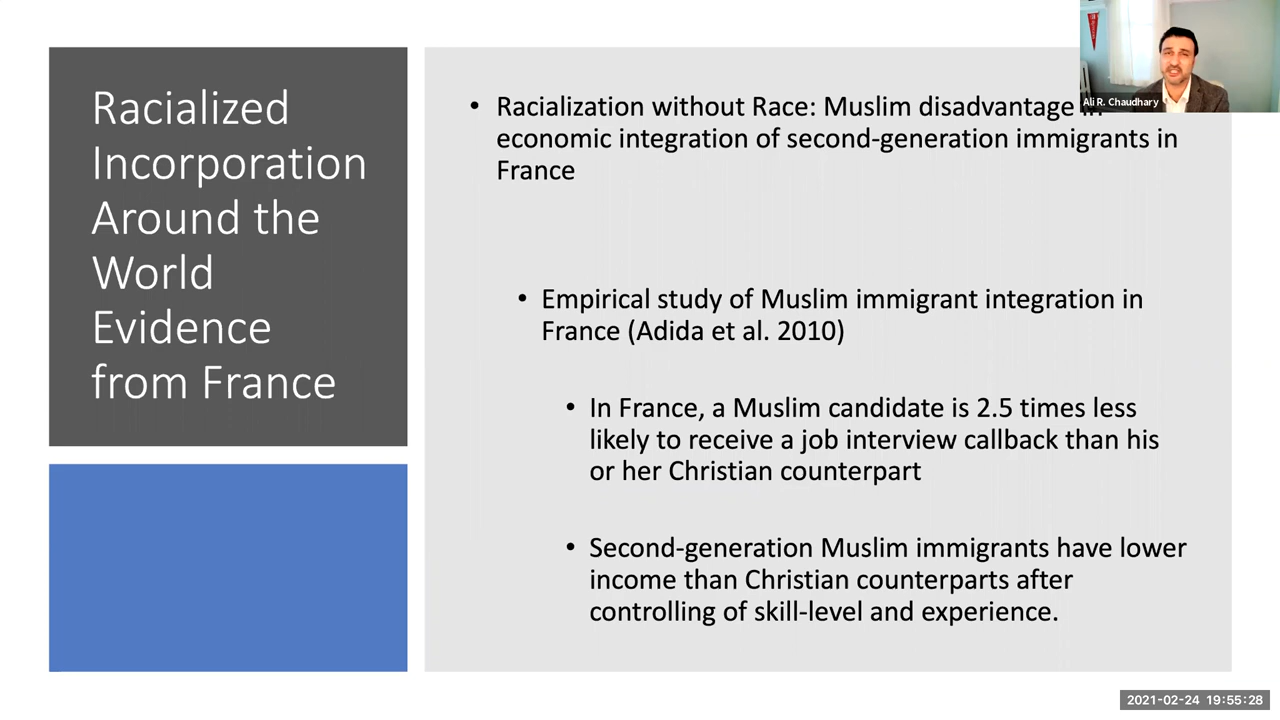 Racialized
Incorporation
Around the
World
Evidence
from France
• Racialization without Race: Muslim disadvantage in
economic integration of second-generation immigrants in
France
• Empirical study of Muslim immigrant integration in
France (Adida et al. 2010)
• In France, a Muslim candidate is 2.5 times less
likely to receive a job interview callback than his
or her Christian counterpart
• Second-generation Muslim immigrants have lower
income than Christian counterparts after
controlling of skill-level and experience.
Ali R. Chaudhary
2021-02-24 19:55:28